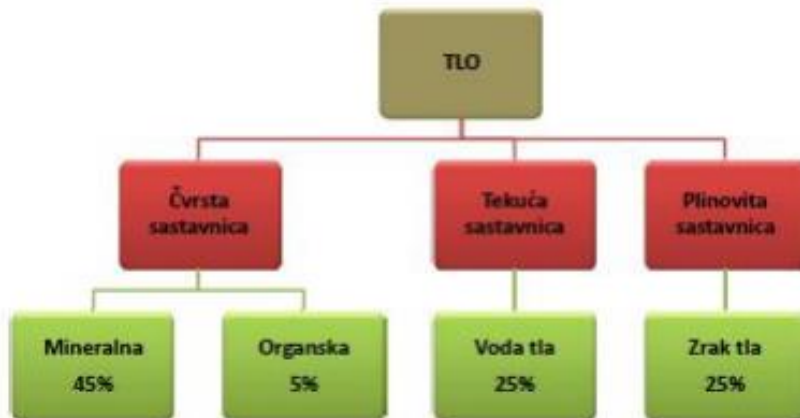 TLO
Čvrsta
sastavnica
Tekuća
sastavnica
Plinovita
sastavnica
Mineralna
45%
Organska
5%
Voda tla
25%
Zrak tla
25%